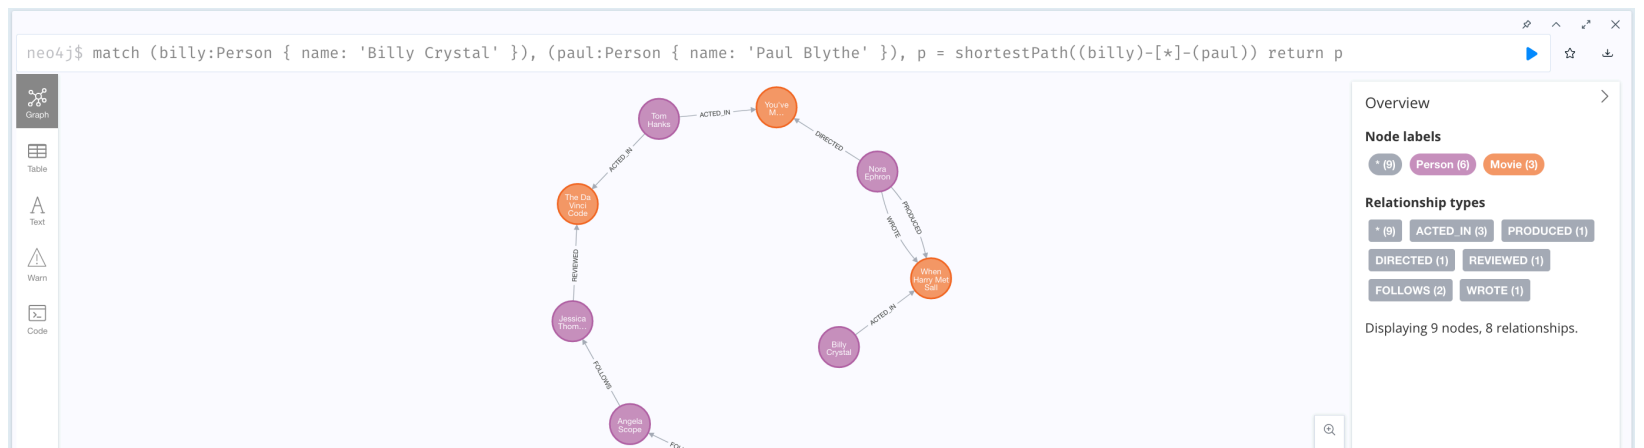 neo4j$ match (billy:Person { name: 'Billy Crystal' }), (paul:Person { name: 'Paul Blythe' }), p = shortestPath((billy)-[*]-(paul)) return p
Graph
Table
Text
Warn
Code
Tom
Hanks
ACTED_IN
You've
M...
DIRECTED
Nora
Ephron
ACTED_IN
The Da
Vinci
Code
PRODUCED
WROTE
REVIEWED
When
Harry Met
Sall
ACTED_IN
Jessica
Thom...
Billy
Crystal
FOLLOWS
Angela
Scope
Overview
Node labels
* (9) Person (6) Movie (3)
Relationship types
* (9) ACTED_IN (3) PRODUCED (1)
DIRECTED (1) REVIEWED (1)
FOLLOWS (2) WROTE (1)
Displaying 9 nodes, 8 relationships.